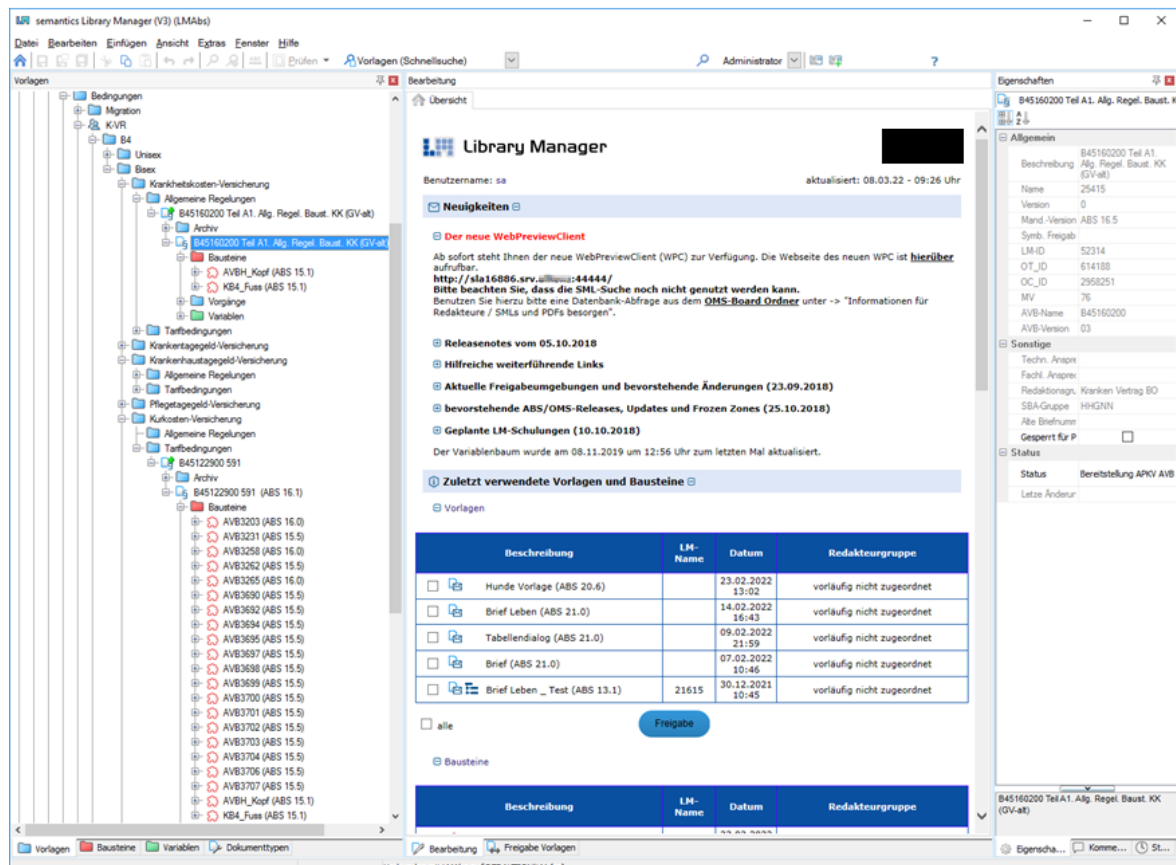 semantics Library Manager (V3) (LMAbs)
Datei Bearbeiten Einfügen Ansicht Extras Fenster Hilfe
Prüfen Vorlagen (Schnellsuche) Administrator ?
Vorlagen
Bedingungen
Migration
K-VR
B4
Unisex
Bisex
Krankheitskosten-Versicherung
Allgemeine Regelungen
B45160200 Teil A1. Allg. Regel. Baust. KK (GV-alt)
Archiv
B45160200 Teil A1. Allg. Regel. Baust. KK (GV-alt)
Bausteine
AVBH_Kopf (ABS 15.1)
KB4_Fuss (ABS 15.1)
Vorgänge
Variablen
Tarifbedingungen
Krankentagegeld-Versicherung
Krankenhaustagegeld-Versicherung
Allgemeine Regelungen
Tarifbedingungen
Pflegetagegeld-Versicherung
Kurkosten-Versicherung
Allgemeine Regelungen
Tarifbedingungen
B45122900 591
Archiv
B45122900 591 (ABS 16.1)
Bausteine
AVB3203 (ABS 16.0)
AVB3231 (ABS 15.5)
AVB3258 (ABS 16.0)
AVB3262 (ABS 15.5)
AVB3265 (ABS 16.0)
AVB3690 (ABS 15.5)
AVB3692 (ABS 15.5)
AVB3694 (ABS 15.5)
AVB3695 (ABS 15.5)
AVB3697 (ABS 15.5)
AVB3698 (ABS 15.5)
AVB3699 (ABS 15.5)
AVB3700 (ABS 15.5)
AVB3701 (ABS 15.5)
AVB3702 (ABS 15.5)
AVB3703 (ABS 15.5)
AVB3704 (ABS 15.5)
AVB3706 (ABS 15.5)
AVB3707 (ABS 15.5)
AVBH_Kopf (ABS 15.1)
KB4_Fuss (ABS 15.1)
Vorlagen Bausteine Variablen Dokumenttypen
Bearbeitung
Übersicht
Library Manager
Benutzername: sa aktualisiert: 08.03.22 - 09:26 Uhr
Neuigkeiten
Der neue WebPreviewClient
Ab sofort steht Ihnen der neue WebPreviewClient (WPC) zur Verfügung. Die Webseite des neuen WPC ist hierüber
aufrufbar.
http://sla16886.srv. :44444/
Bitte beachten Sie, dass die SML-Suche noch nicht genutzt werden kann.
Benutzen Sie hierzu bitte eine Datenbank-Abfrage aus dem OMS-Board Ordner unter -> "Informationen für
Redakteure / SMLs und PDFs besorgen".
Releasenotes vom 05.10.2018
Hilfreiche weiterführende Links
Aktuelle Freigabeumgebungen und bevorstehende Änderungen (23.09.2018)
bevorstehende ABS/OMS-Releases, Updates und Frozen Zones (25.10.2018)
Geplante LM-Schulungen (10.10.2018)
Der Variablenbaum wurde am 08.11.2019 um 12:56 Uhr zum letzten Mal aktualisiert.
Zuletzt verwendete Vorlagen und Bausteine
Vorlagen
Beschreibung LM-Name Datum Redakteurgruppe
Hunde Vorlage (ABS 20.6) 23.02.2022 13:02 vorläufig nicht zugeordnet
Brief Leben (ABS 21.0) 14.02.2022 16:43 vorläufig nicht zugeordnet
Tabellendialog (ABS 21.0) 09.02.2022 21:59 vorläufig nicht zugeordnet
Brief (ABS 21.0) 07.02.2022 10:46 vorläufig nicht zugeordnet
Brief Leben _ Test (ABS 13.1) 21615 30.12.2021 10:45 vorläufig nicht zugeordnet
alle Freigabe
Bausteine
Beschreibung LM-Name Datum Redakteurgruppe
Bearbeitung Freigabe Vorlagen
Eigenschaften
B45160200 Teil A1. Allg. Regel. Baust. K
Allgemein
Beschreibung B45160200 Teil A1. Allg. Regel. Baust. KK (GV-alt)
Name 25415
Version 0
Mand.-Version ABS 16.5
Symb. Freigab
LM-ID 52314
OT_ID 614188
OC_ID 2958251
MV 76
AVB-Name B45160200
AVB-Version 03
Sonstige
Techn. Anspre
Fachl. Ansprec
Redaktionsgru Kranken Vertrag BO
SBA-Gruppe HHGNN
Alte Briefnumm
Gesperrt für P
Status
Status Bereitstellung APKV AVB
Letze Änderur
B45160200 Teil A1. Allg. Regel. Baust. KK
(GV-alt)
Eigenscha... Komme... St...